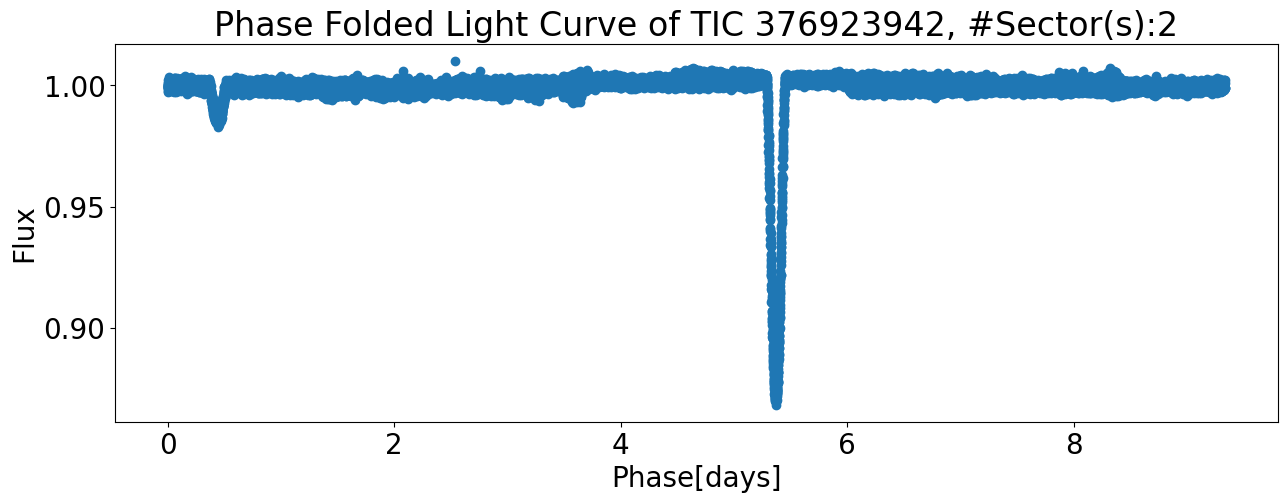 Phase Folded Light Curve of TIC 376923942, #Sector(s):2
1.00
0.95
0.90
Flux
0 2 4 6 8
Phase[days]